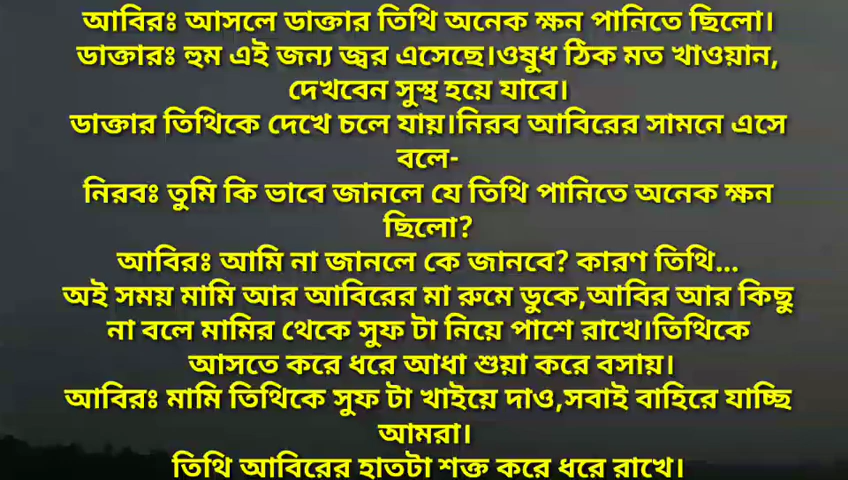 আবিরঃ আসলে ডাক্তার তিথি অনেক ক্ষন পানিতে ছিলো।
ডাক্তারঃ হুম এই জন্য জ্বর এসেছে।ওষুধ ঠিক মত খাওয়ান,
দেখবেন সুস্থ হয়ে যাবে।
ডাক্তার তিথিকে দেখে চলে যায়।নিরব আবিরের সামনে এসে
বলে-
নিরবঃ তুমি কি ভাবে জানলে যে তিথি পানিতে অনেক ক্ষন
ছিলো?
আবিরঃ আমি না জানলে কে জানবে? কারণ তিথি...
অই সময় মামি আর আবিরের মা রুমে ডুকে,আবির আর কিছু
না বলে মামির থেকে সুফ টা নিয়ে পাশে রাখে।তিথিকে
আসতে করে ধরে আধা শুয়া করে বসায়।
আবিরঃ মামি তিথিকে সুফ টা খাইয়ে দাও,সবাই বাহিরে যাচ্ছি
আমরা।
তিথি আবিরের হাতটা শক্ত করে ধরে রাখে।